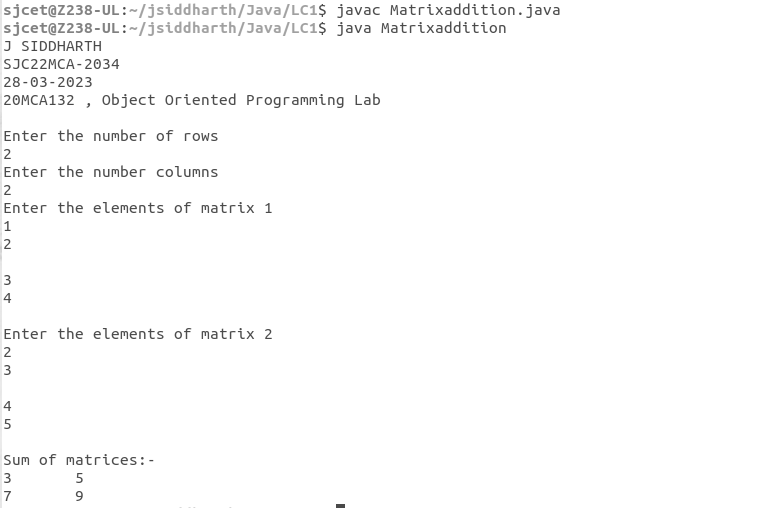 sjcet@Z238-UL:~/jsiddharth/Java/LC1$ javac Matrixaddition.java
sjcet@Z238-UL:~/jsiddharth/Java/LC1$ java Matrixaddition
J SIDDHARTH
SJC22MCA-2034
28-03-2023
20MCA132 , Object Oriented Programming Lab
Enter the number of rows
2
Enter the number columns
2
Enter the elements of matrix 1
1
2
3
4
Enter the elements of matrix 2
2
3
4
5
Sum of matrices:-
3 5
7 9